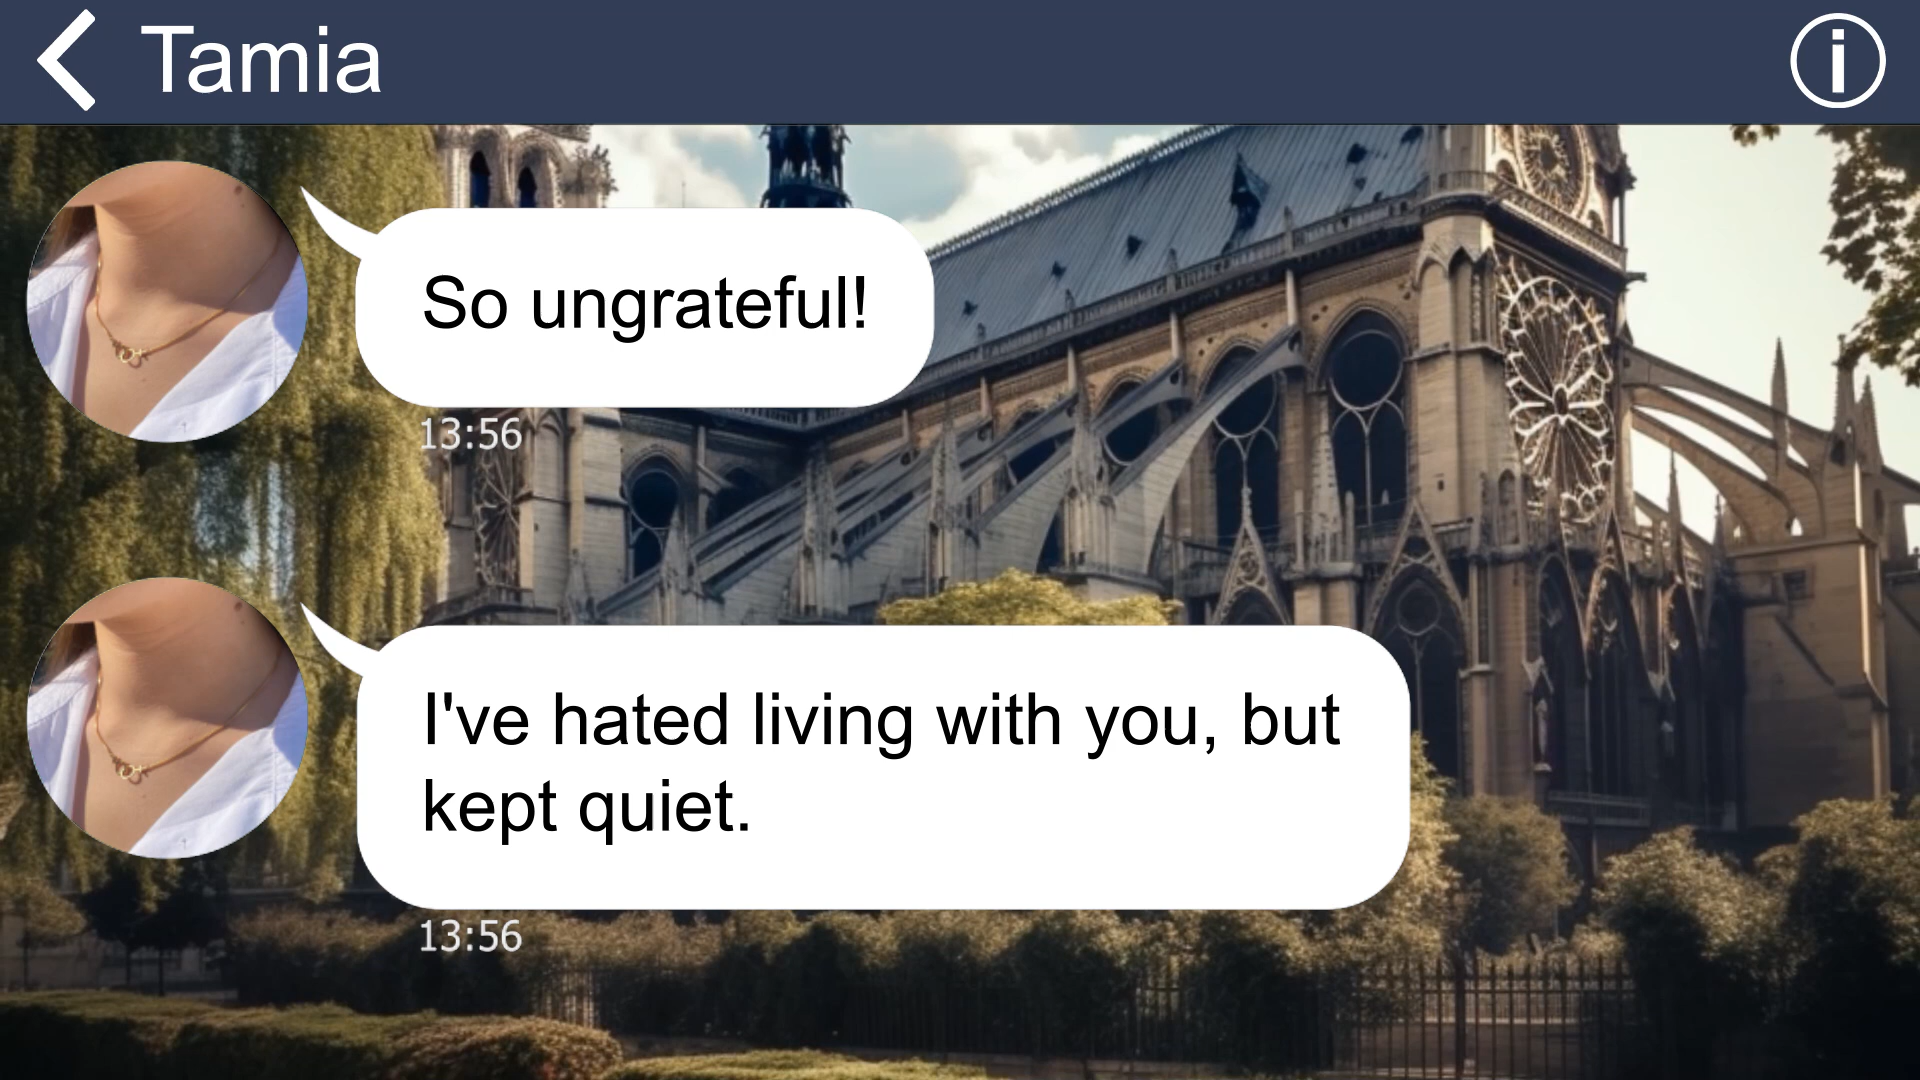 Tamia
So ungrateful!
13:56
I've hated living with you, but
kept quiet.
13:56